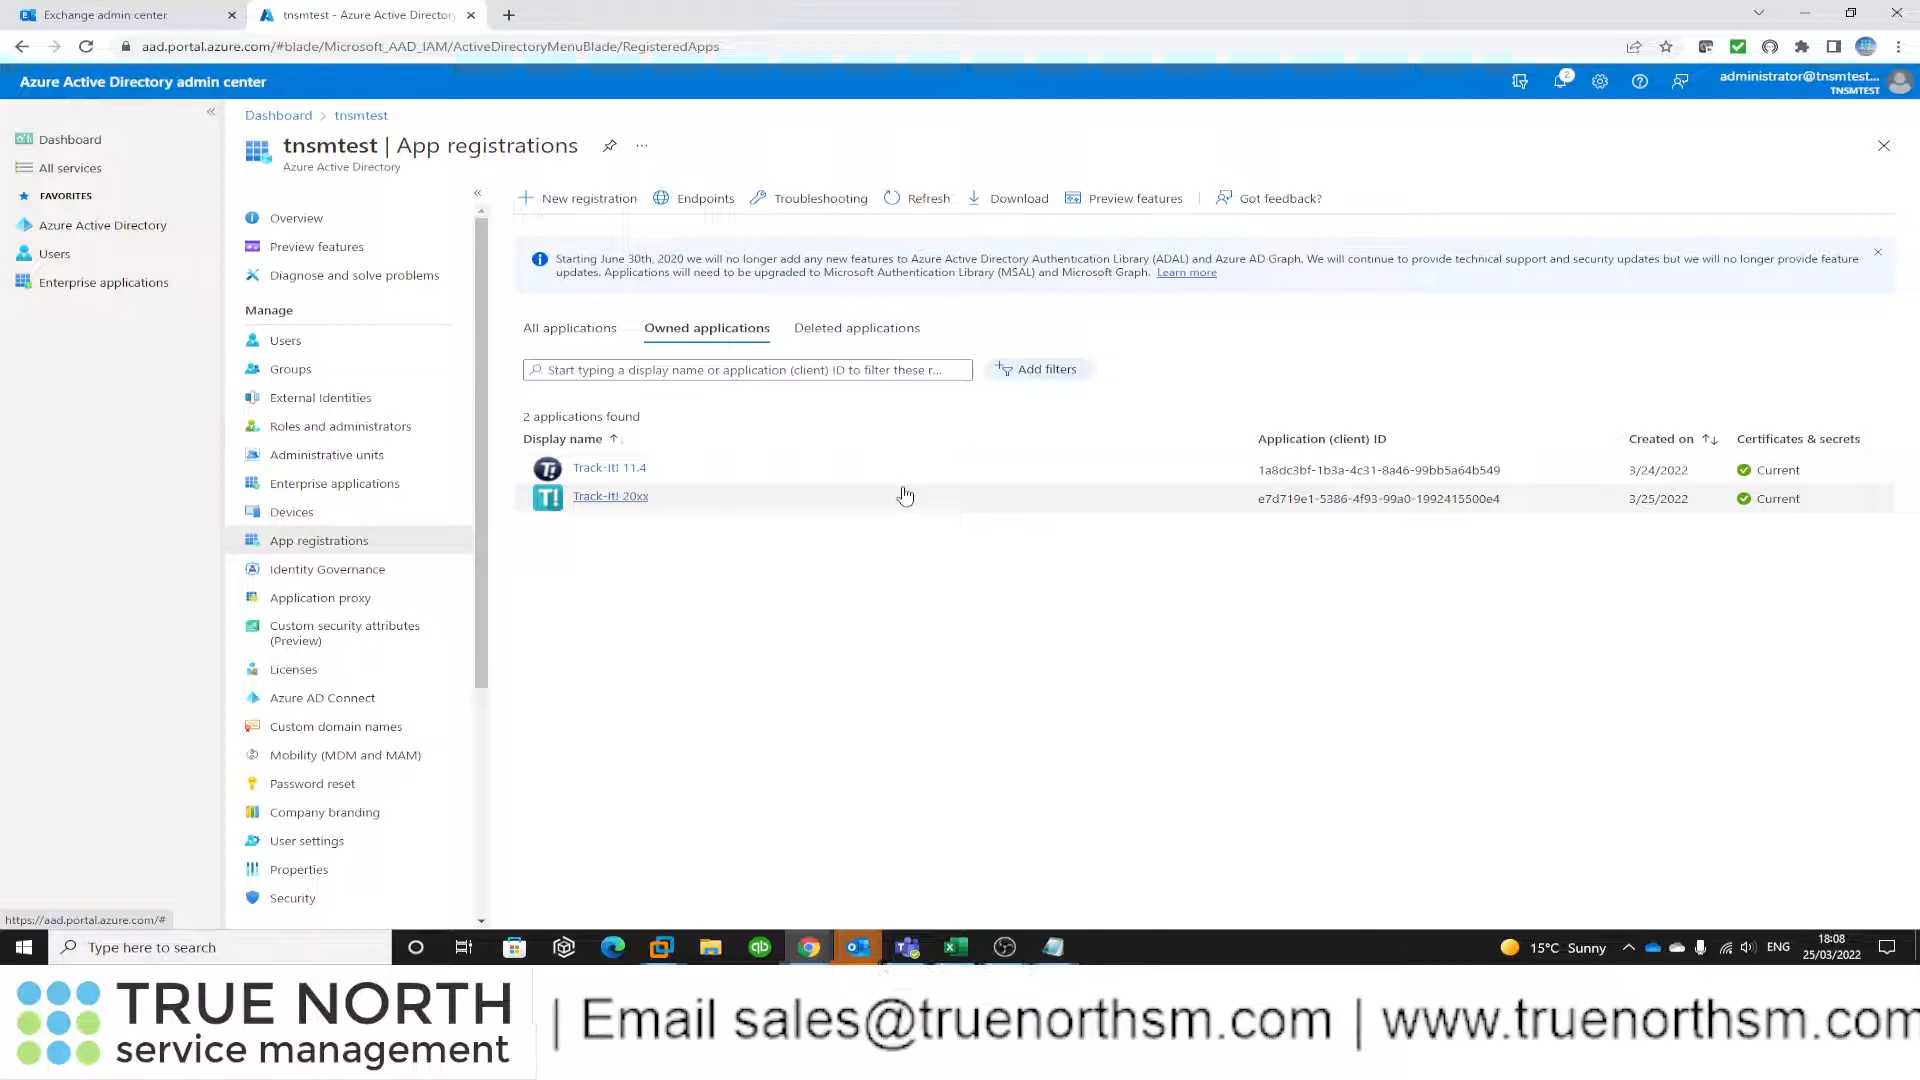 Exchange admin center
tnsmtest - Azure Active Directory
aad.portal.azure.com/#blade/Microsoft_AAD_IAM/ActiveDirectoryMenuBlade/RegisteredApps
Azure Active Directory admin center
2
administrator@tnsmtest...
TNSMTEST
Dashboard
All services
FAVORITES
Azure Active Directory
Users
Enterprise applications
Dashboard > tnsmtest
tnsmtest | App registrations
Azure Active Directory
Overview
Preview features
Diagnose and solve problems
Manage
Users
Groups
External Identities
Roles and administrators
Administrative units
Enterprise applications
Devices
App registrations
Identity Governance
Application proxy
Custom security attributes
(Preview)
Licenses
Azure AD Connect
Custom domain names
Mobility (MDM and MAM)
Password reset
Company branding
User settings
Properties
Security
New registration Endpoints Troubleshooting Refresh Download Preview features Got feedback?
Starting June 30th, 2020 we will no longer add any new features to Azure Active Directory Authentication Library (ADAL) and Azure AD Graph. We will continue to provide technical support and security updates but we will no longer provide feature
updates. Applications will need to be upgraded to Microsoft Authentication Library (MSAL) and Microsoft Graph. Learn more
All applications Owned applications Deleted applications
Start typing a display name or application (client) ID to filter these r...
Add filters
2 applications found
Display name Application (client) ID Created on Certificates & secrets
Track-It! 11.4 1a8dc3bf-1b3a-4c31-8a46-99bb5a64b549 3/24/2022 Current
Track-It! 20xx e7d719e1-5386-4f93-99a0-1992415500e4 3/25/2022 Current
https://aad.portal.azure.com/#
Type here to search
15°C Sunny
ENG
18:08
25/03/2022
TRUE NORTH
service management
| Email sales@truenorthsm.com | www.truenorthsm.com